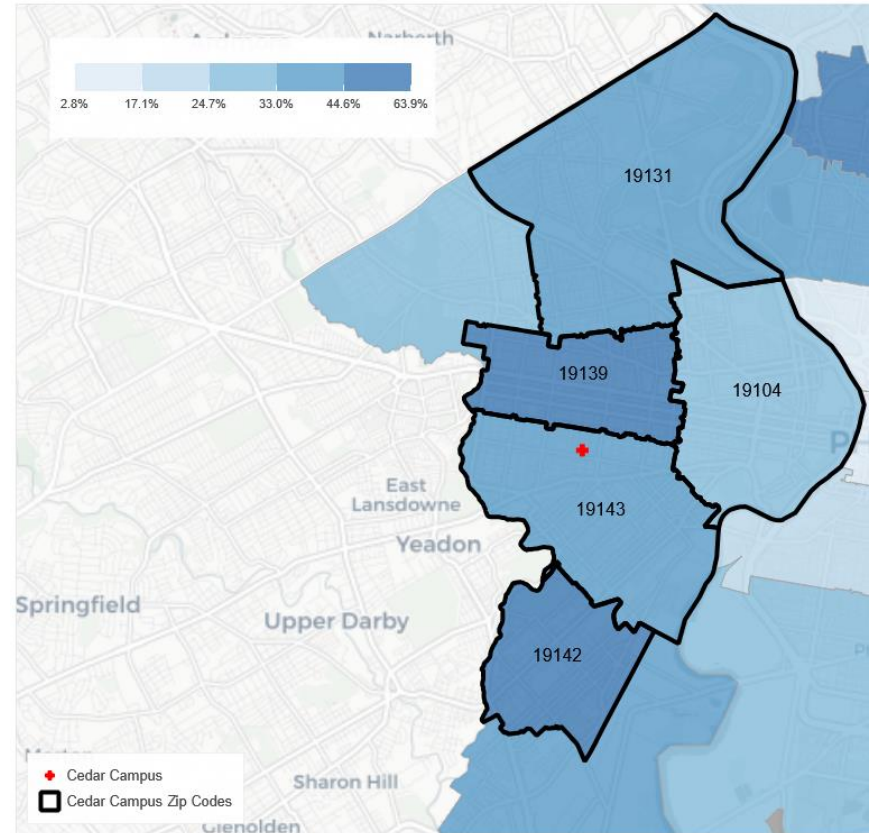 Narberth
2.8% 17.1% 24.7% 33.0% 44.6% 63.9%
19131
19139
19104
East
Lansdowne
19143
Yeadon
Springfield
Upper Darby
19142
Cedar Campus
Sharon Hill
Cedar Campus Zip Codes
Glenolden